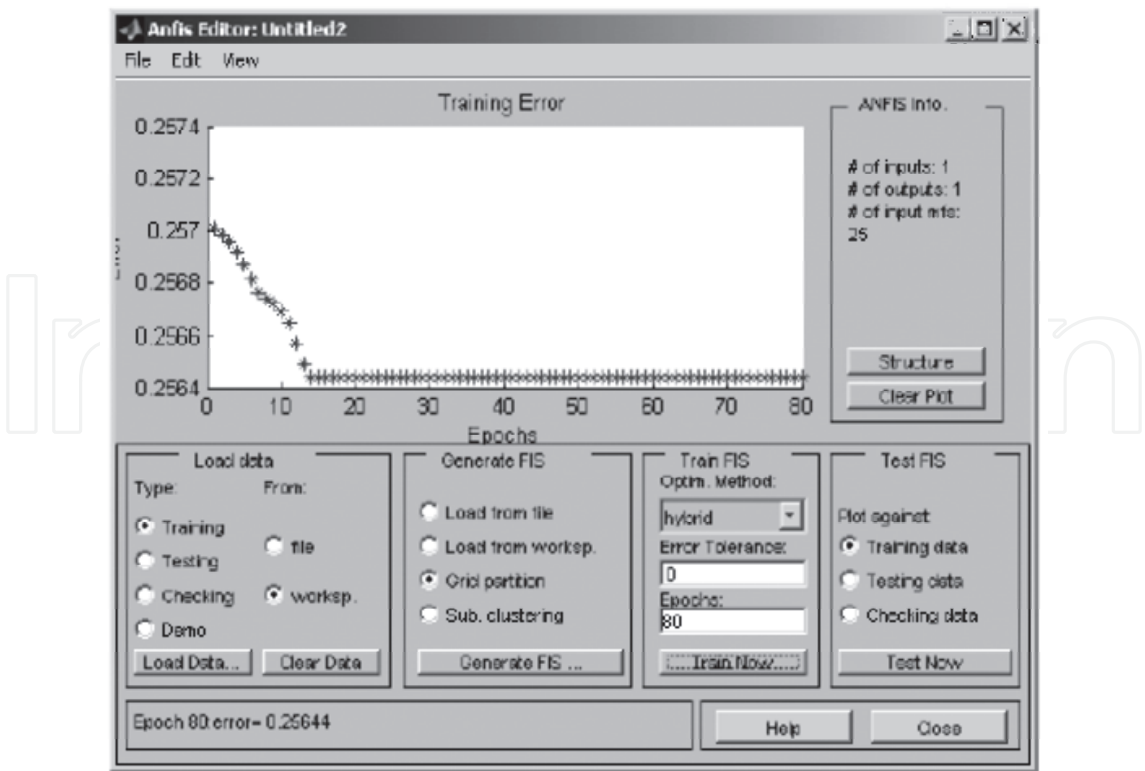 Anfis Editor: Untitled2
File Edit View
Training Error
0.2574
0.2572
0.257
0.2568
0.2566
0.2564
0 10 20 30 40 50 60 70 80
Epochs
ANFIS Info.
# of inputs: 1
# of outputs: 1
# of input mfs:
25
Structure
Clear Plot
Load data
Type: From:
Training
Testing
Checking
Demo
file
worksp.
Load Data... Clear Data
Generate FIS
Load from file
Load from worksp.
Grid partition
Sub. clustering
Generate FIS ...
Train FIS
Optim. Method:
hybrid
Error Tolerance:
0
Epochs:
80
Train Now
Test FIS
Plot against:
Training data
Testing data
Checking data
Test Now
Epoch 80:error= 0.25644
Help Close